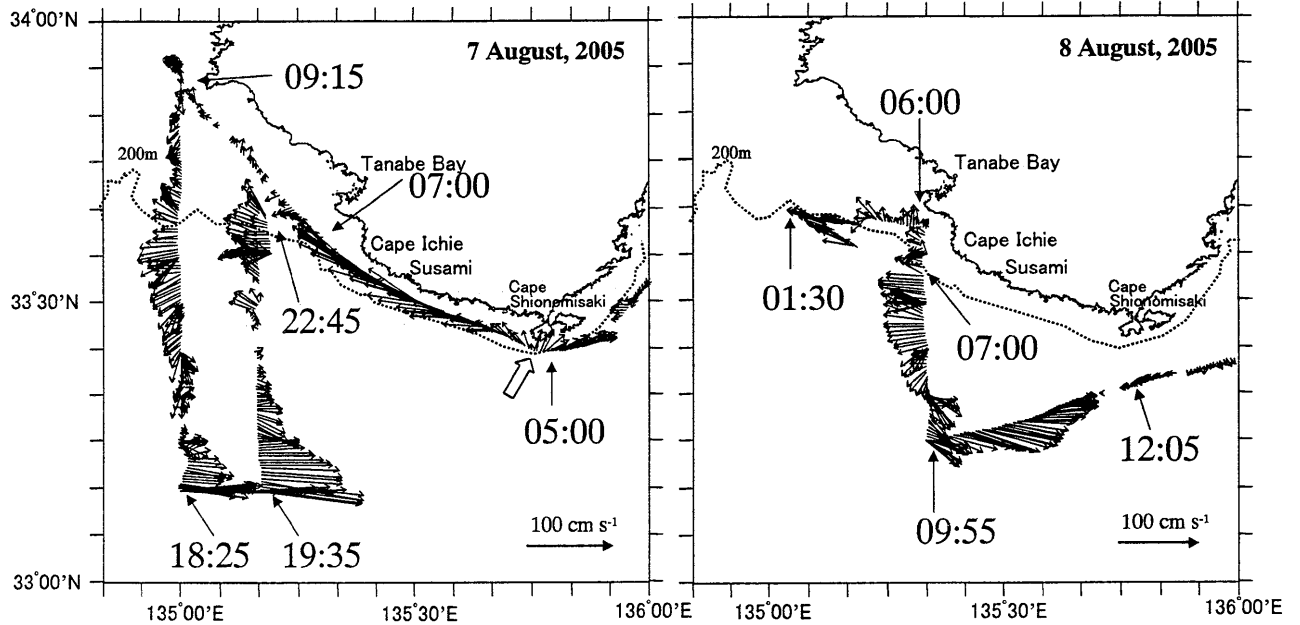 34°00'N
7 August, 2005
09:15
200m
Tanabe Bay
07:00
Cape Ichie
Susami
33°30'N
22:45
Cape
Shionomisaki
05:00
100 cm s⁻¹
18:25
19:35
33°00'N
135°00'E
135°30'E
136°00'E
8 August, 2005
06:00
200m
Tanabe Bay
Cape Ichie
Susami
01:30
Cape
Shionomisaki
07:00
12:05
09:55
100 cm s⁻¹
135°00'E
135°30'E
136°00'E